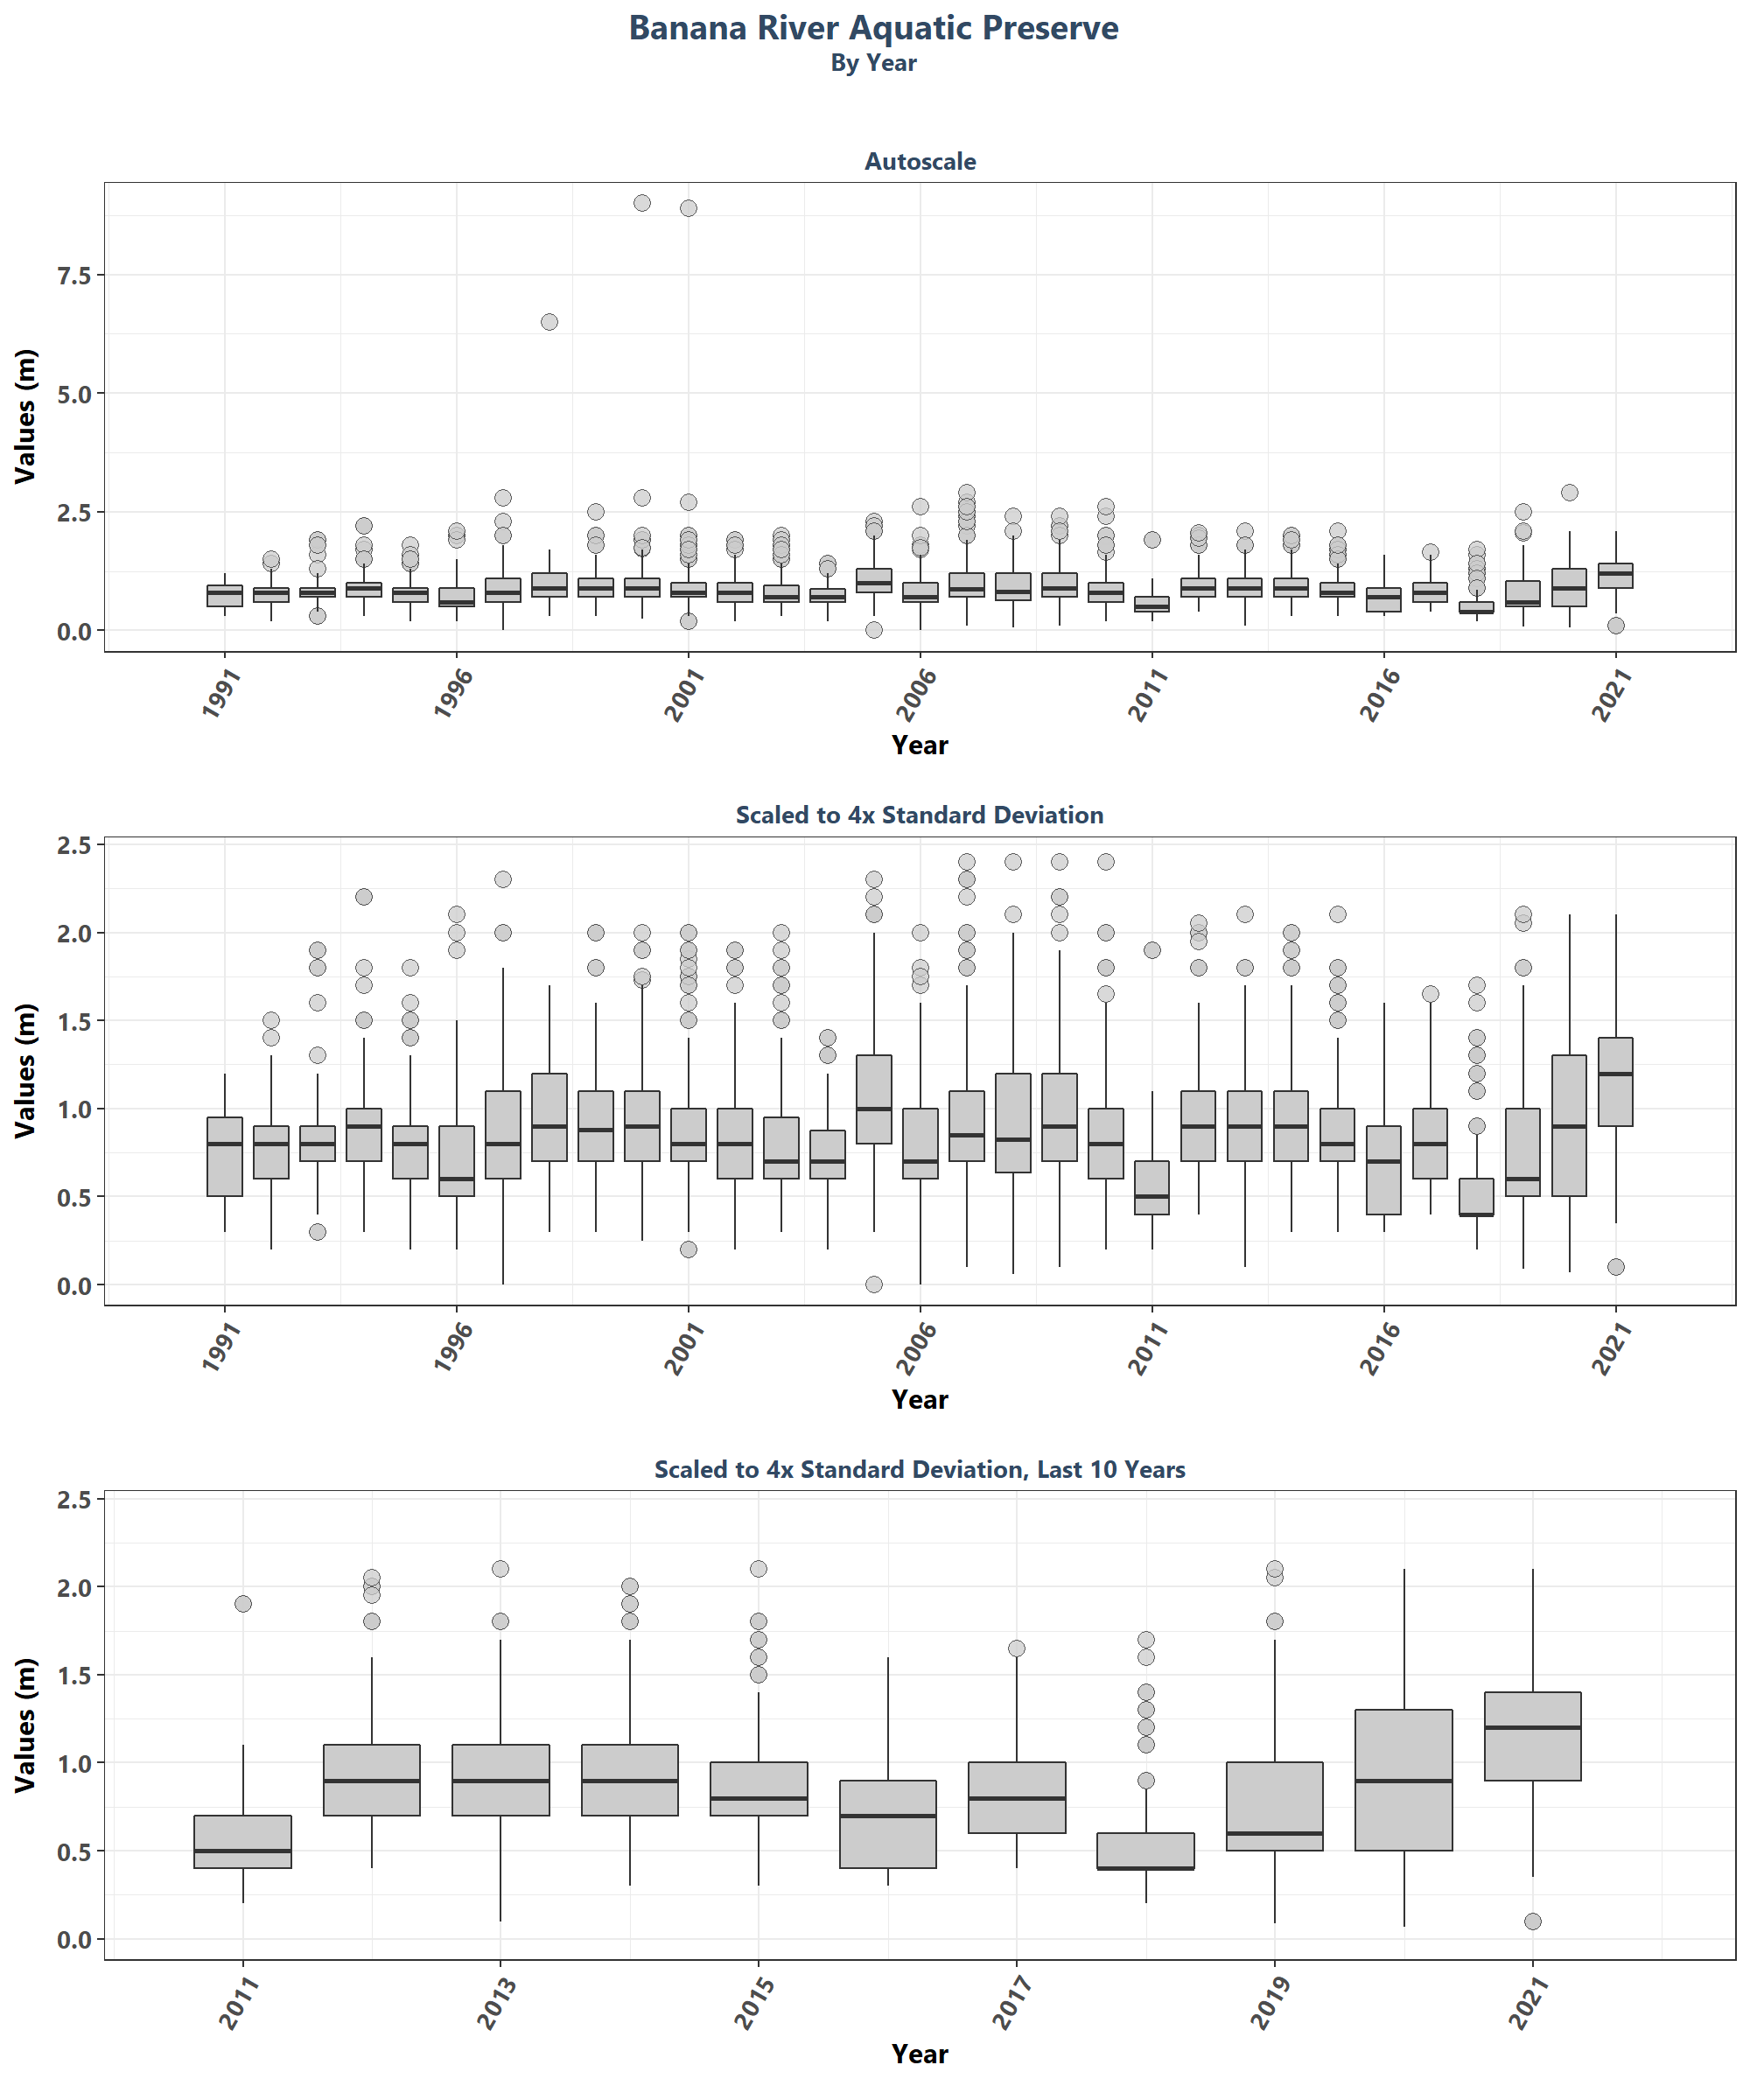 Banana River Aquatic Preserve
By Year
Autoscale
Values (m)
7.5
5.0
2.5
0.0
1991 1996 2001 2006 2011 2016 2021
Year
Scaled to 4x Standard Deviation
Values (m)
2.5
2.0
1.5
1.0
0.5
0.0
1991 1996 2001 2006 2011 2016 2021
Year
Scaled to 4x Standard Deviation, Last 10 Years
Values (m)
2.5
2.0
1.5
1.0
0.5
0.0
2011 2013 2015 2017 2019 2021
Year